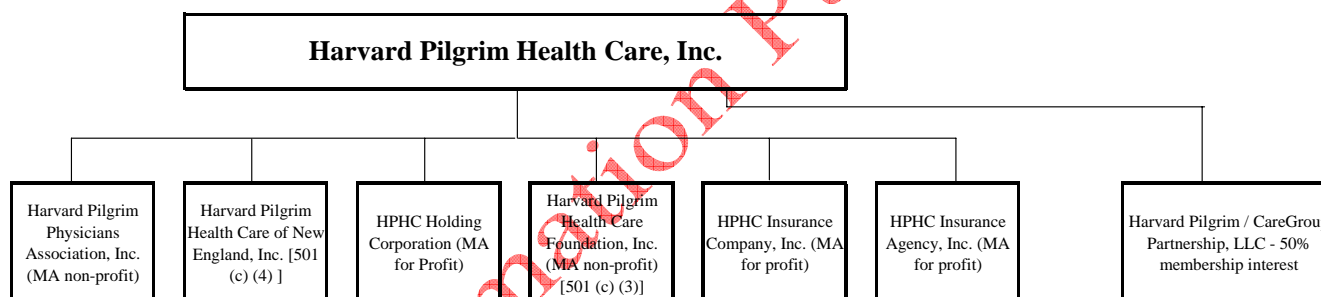 Harvard Pilgrim Health Care, Inc.
Harvard Pilgrim
Physicians
Association, Inc.
(MA non-profit)
Harvard Pilgrim
Health Care of New
England, Inc. [501
(c) (4) ]
HPHC Holding
Corporation (MA
for Profit)
Harvard Pilgrim
Health Care
Foundation, Inc.
(MA non-profit)
[501 (c) (3)]
HPHC Insurance
Company, Inc. (MA
for profit)
HPHC Insurance
Agency, Inc. (MA
for profit)
Harvard Pilgrim / CareGrou
Partnership, LLC - 50%
membership interest
mation P